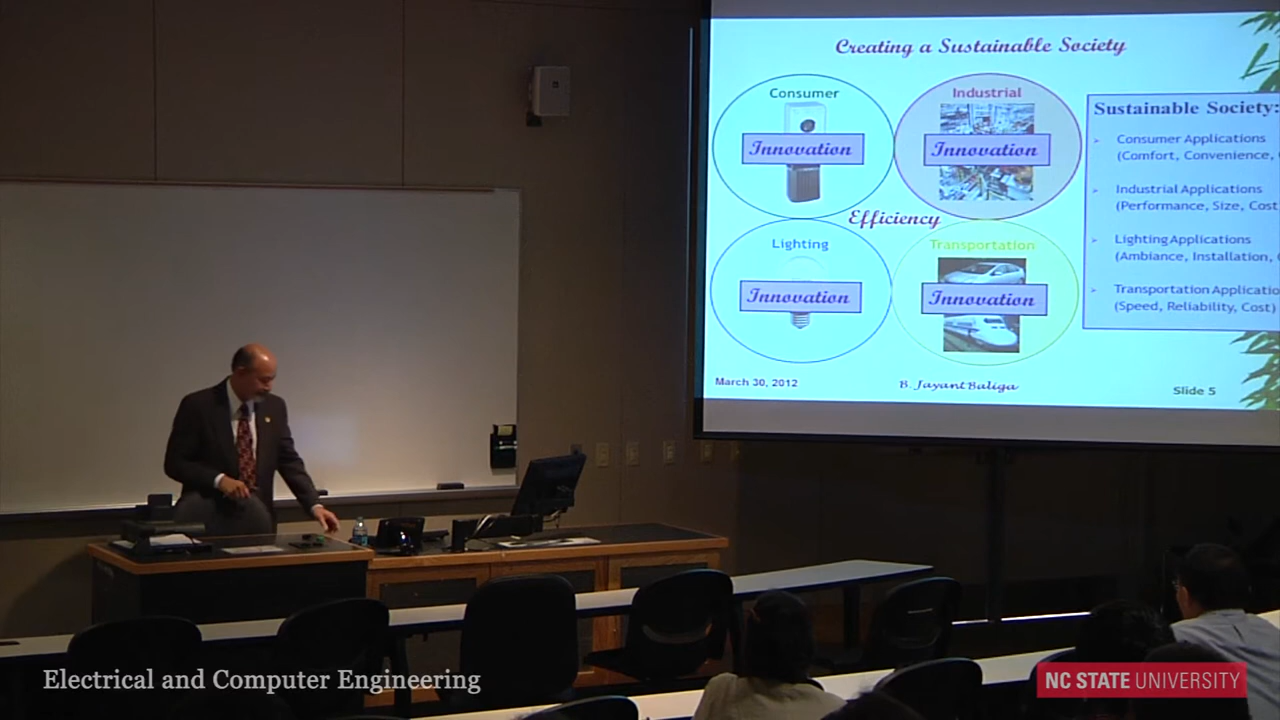 Creating a Sustainable Society
Consumer
Innovation
Industrial
Innovation
Efficiency
Lighting
Innovation
Transportation
Innovation
Sustainable Society:
Consumer Applications
(Comfort, Convenience,
Industrial Applications
(Performance, Size, Cost
Lighting Applications
(Ambiance, Installation,
Transportation Applicatio
(Speed, Reliability, Cost)
March 30, 2012
B. Jayant Baliga
Slide 5
Electrical and Computer Engineering
NC STATE UNIVERSITY